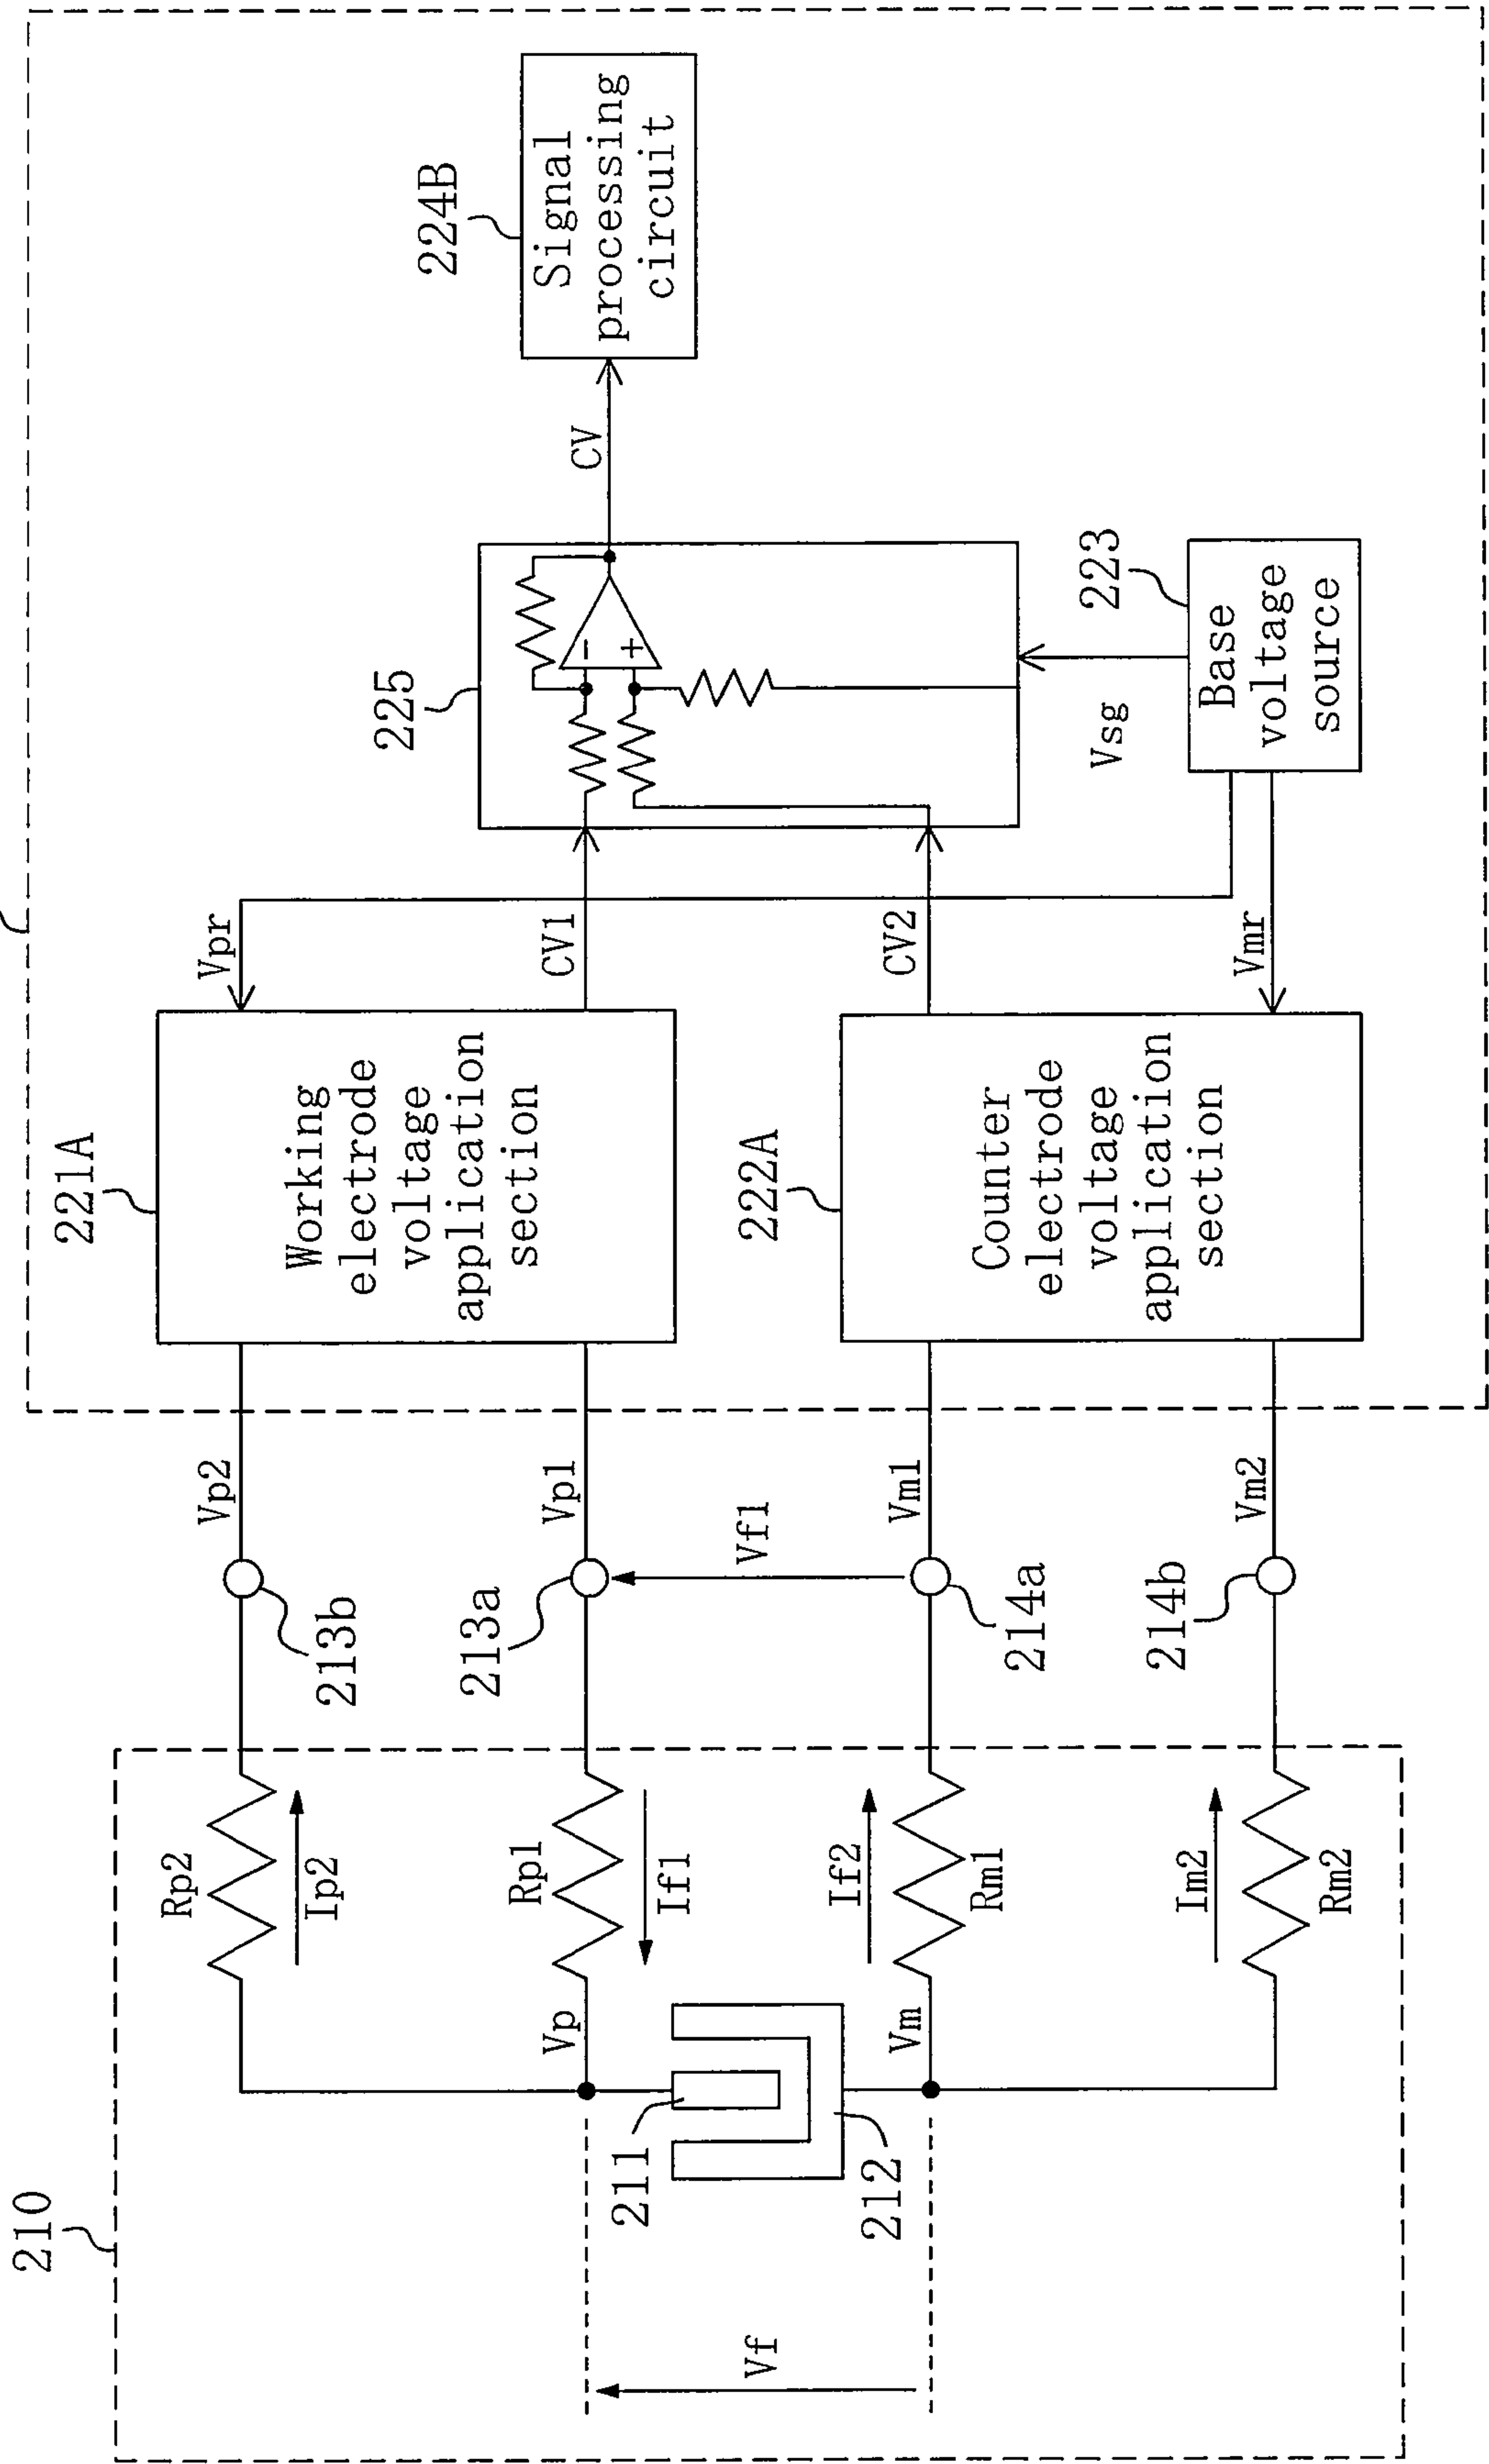 210
Vf
Rp2
Ip2
Vp
Rp1
If1
211
212
Vm
If2
Rm1
Im2
Rm2
213b
213a
214a
214b
Vf1
Vp2
Vp1
Vm1
Vm2
221A
Working
electrode
voltage
application
section
222A
Counter
electrode
voltage
application
section
Vpr
CV1
CV2
Vmr
225
−
+
Vsg
223
Base
voltage
source
CV
224B
Signal
processing
circuit